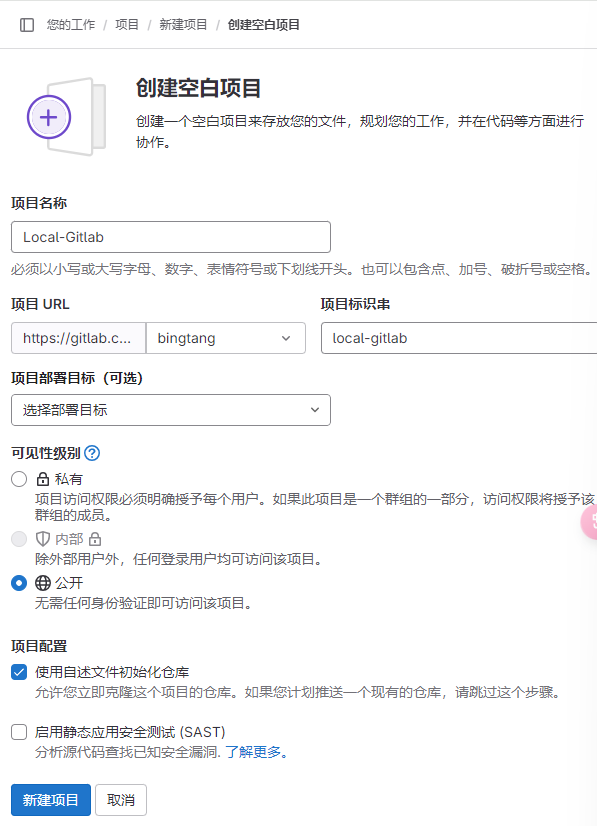 您的工作 / 项目 / 新建项目 / 创建空白项目
创建空白项目
创建一个空白项目来存放您的文件，规划您的工作，并在代码等方面进行
协作。
项目名称
Local-Gitlab
必须以小写或大写字母、数字、表情符号或下划线开头。也可以包含点、加号、破折号或空格。
项目 URL
项目标识串
https://gitlab.c...
bingtang
local-gitlab
项目部署目标（可选）
选择部署目标
可见性级别
私有
项目访问权限必须明确授予每个用户。如果此项目是一个群组的一部分，访问权限将授予该
群组的成员。
内部
除外部用户外，任何登录用户均可访问该项目。
公开
无需任何身份验证即可访问该项目。
项目配置
使用自述文件初始化仓库
允许您立即克隆这个项目的仓库。如果您计划推送一个现有的仓库，请跳过这个步骤。
启用静态应用安全测试 (SAST)
分析源代码查找已知安全漏洞. 了解更多。
新建项目
取消